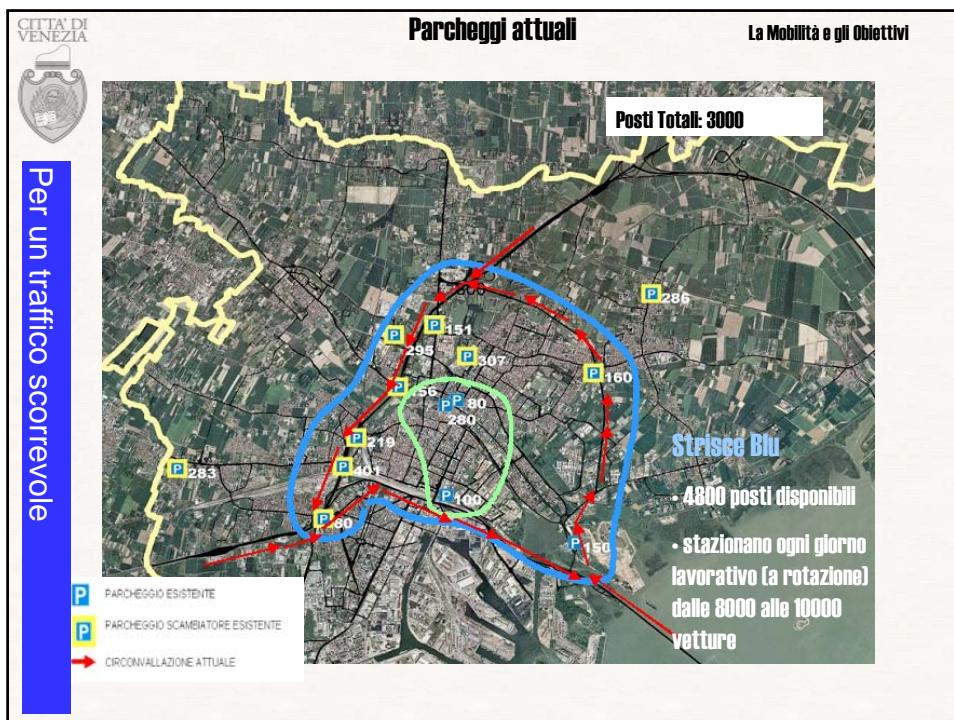 CITTA' DI
VENEZIA
Parcheggi attuali
La Mobilità e gli Obiettivi
Per un traffico scorrevole
Posti Totali: 3000
286
151
295
307
160
156
80
280
219
283
401
100
80
150
Strisce Blu
• 4800 posti disponibili
• stazionano ogni giorno
lavorativo (a rotazione)
dalle 8000 alle 10000
vetture
P PARCHEGGIO ESISTENTE
P PARCHEGGIO SCAMBIATORE ESISTENTE
CIRCONVALLAZIONE ATTUALE